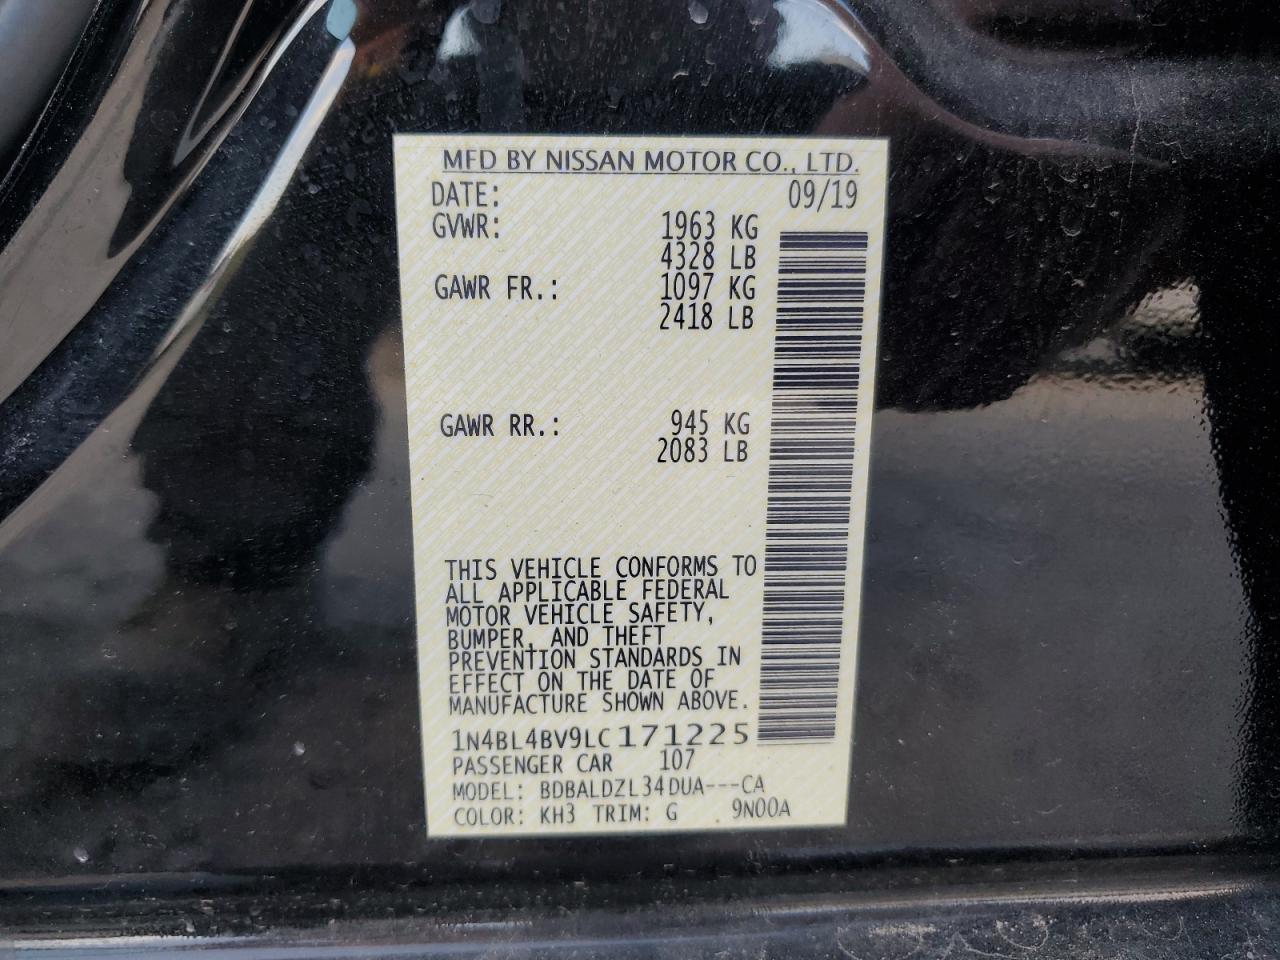 MFD BY NISSAN MOTOR CO., LTD.
DATE: 09/19
GVWR: 1963 KG
4328 LB
GAWR FR.: 1097 KG
2418 LB
GAWR RR.: 945 KG
2083 LB
THIS VEHICLE CONFORMS TO
ALL APPLICABLE FEDERAL
MOTOR VEHICLE SAFETY,
BUMPER, AND THEFT
PREVENTION STANDARDS IN
EFFECT ON THE DATE OF
MANUFACTURE SHOWN ABOVE.
1N4BL4BV9LC171225
PASSENGER CAR 107
MODEL: BDBALDZL34DUA---CA
COLOR: KH3 TRIM: G 9N00A